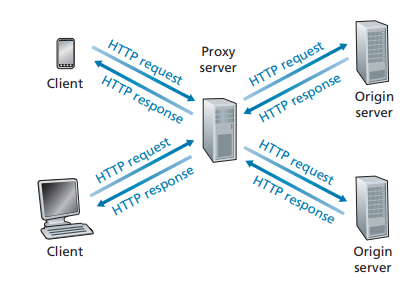 HTTP request
HTTP response
Client
Proxy
server
HTTP request
HTTP response
Origin
server
HTTP request
HTTP response
Client
HTTP request
HTTP response
Origin
server